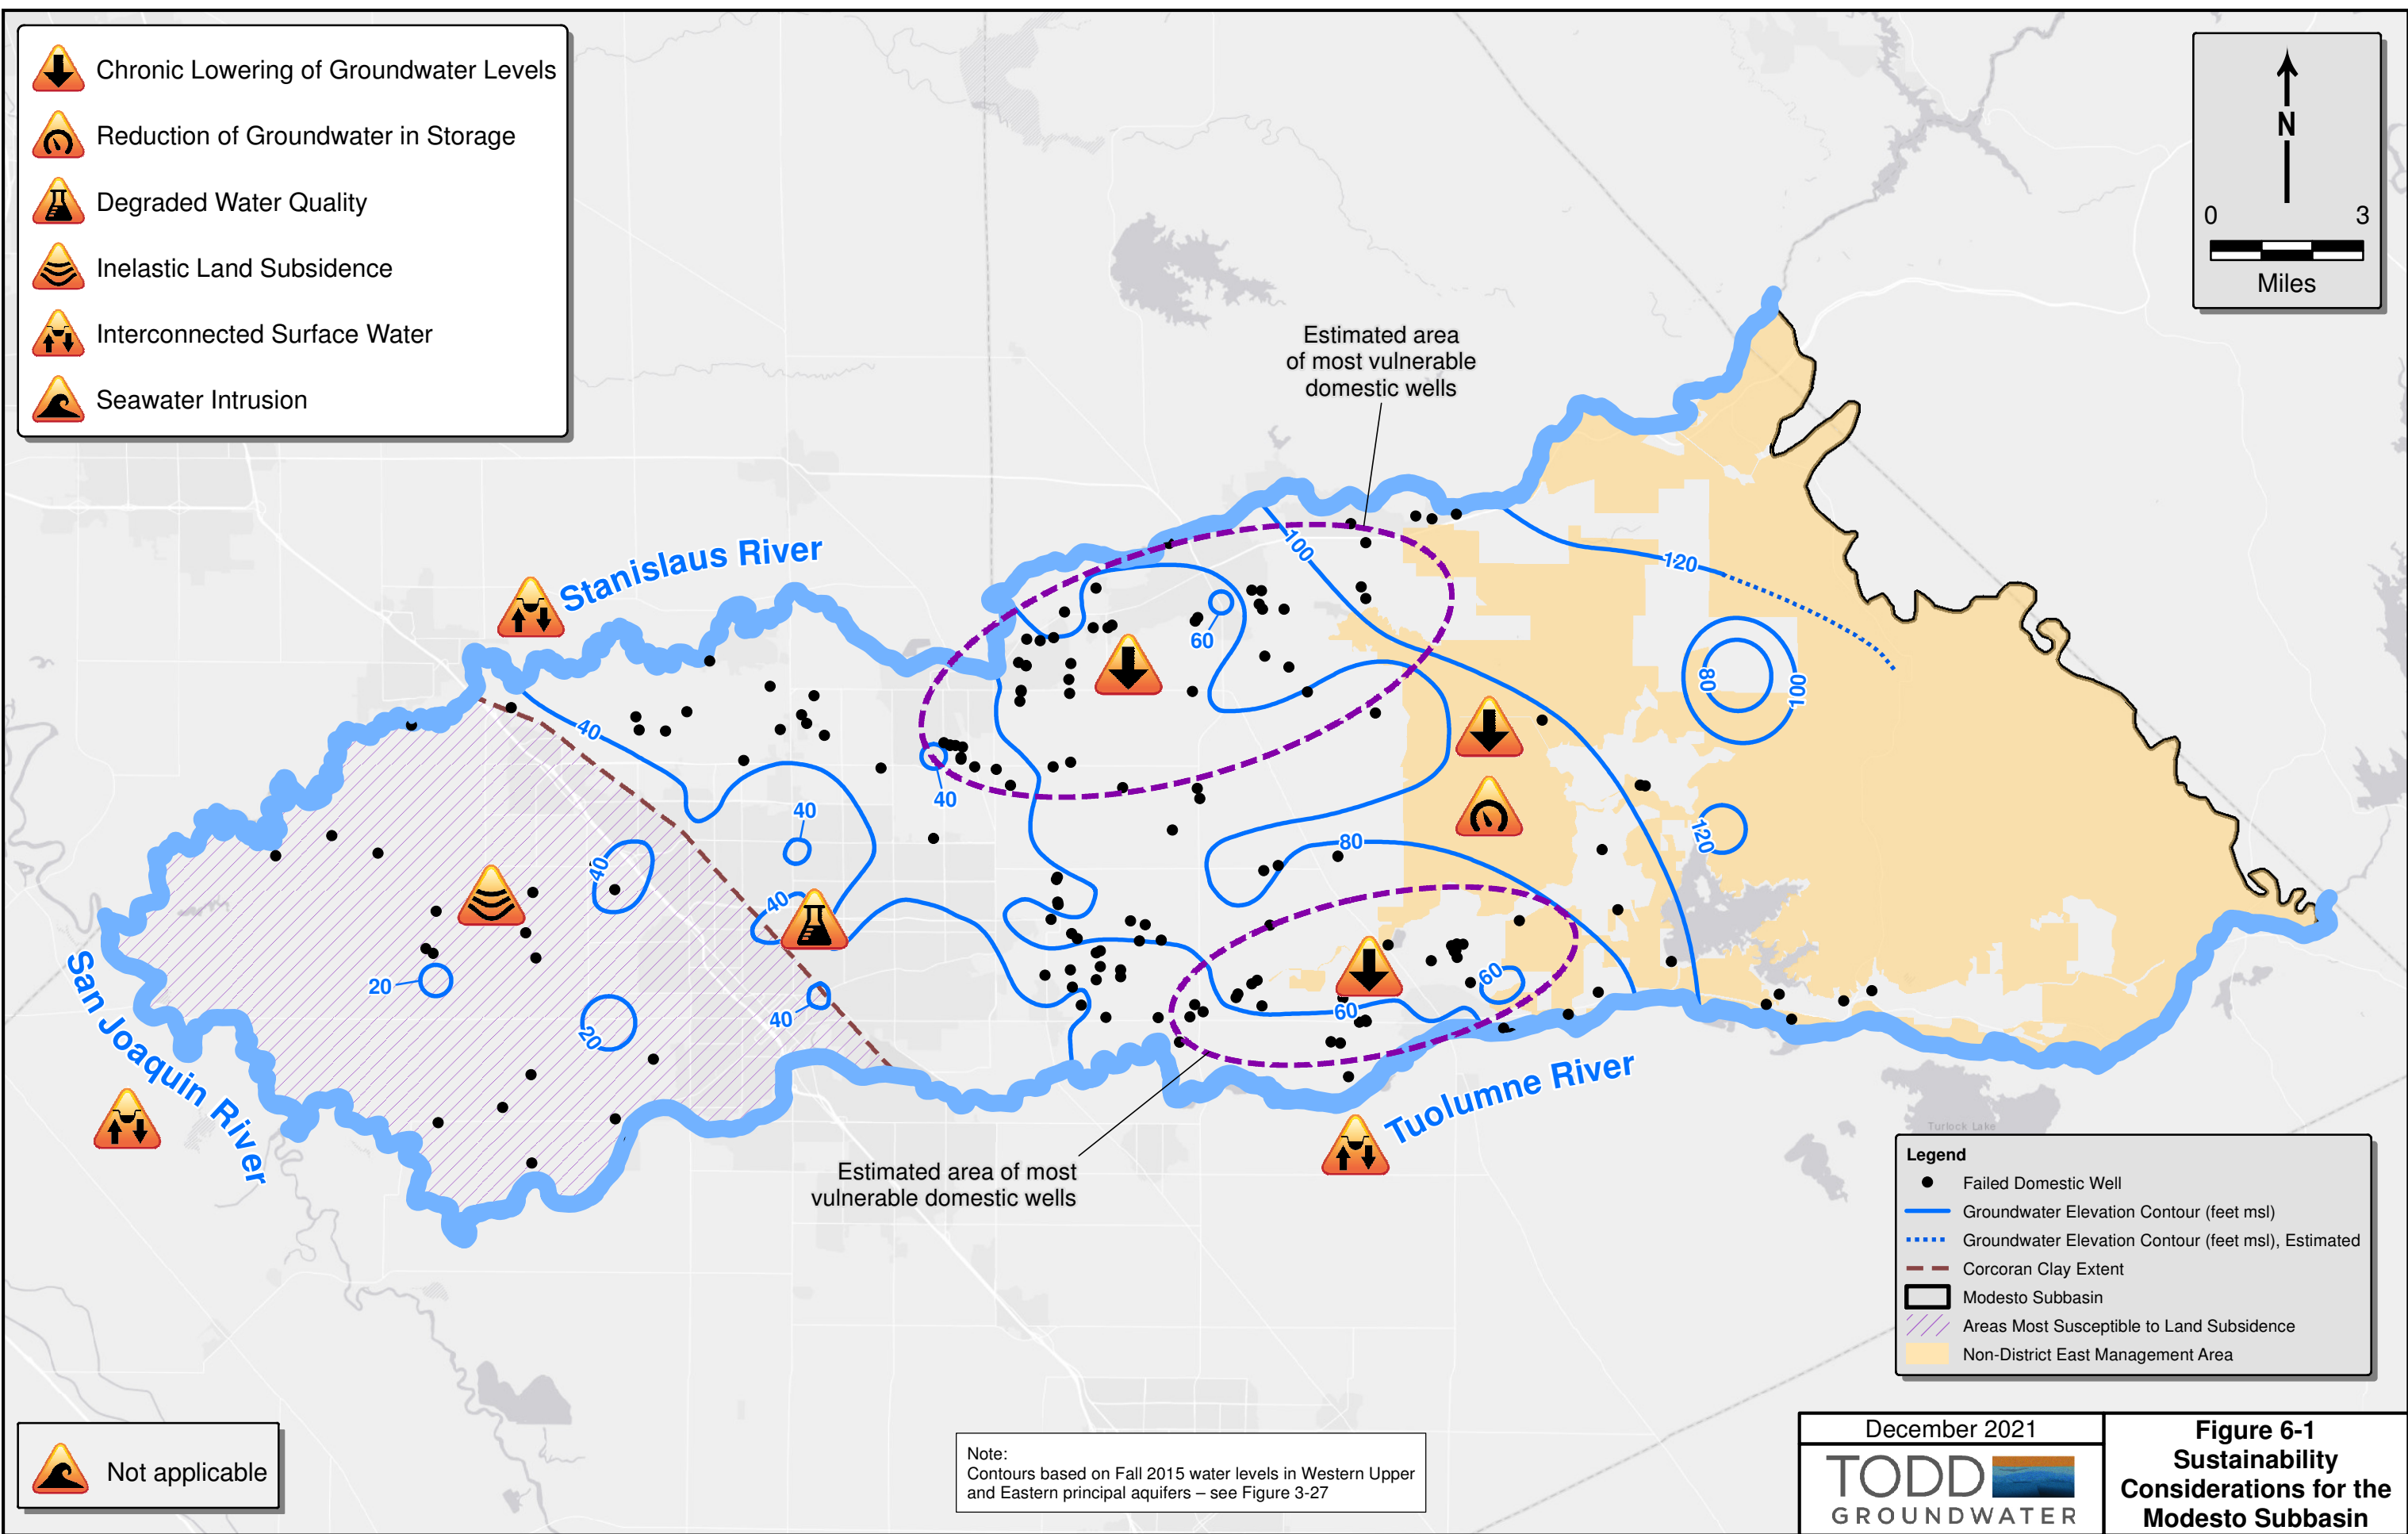 Chronic Lowering of Groundwater Levels
Reduction of Groundwater in Storage
Degraded Water Quality
Inelastic Land Subsidence
Interconnected Surface Water
Seawater Intrusion
N
0 3
Miles
Estimated area
of most vulnerable
domestic wells
Stanislaus River
100
120
60
80
100
40
40
40
40
80
120
40
40
20
20
60
60
San Joaquin River
Tuolumne River
Turlock Lake
Estimated area of most
vulnerable domestic wells
Legend
Failed Domestic Well
Groundwater Elevation Contour (feet msl)
Groundwater Elevation Contour (feet msl), Estimated
Corcoran Clay Extent
Modesto Subbasin
Areas Most Susceptible to Land Subsidence
Non-District East Management Area
Not applicable
Note:
Contours based on Fall 2015 water levels in Western Upper
and Eastern principal aquifers – see Figure 3-27
December 2021
TODD
GROUNDWATER
Figure 6-1
Sustainability
Considerations for the
Modesto Subbasin